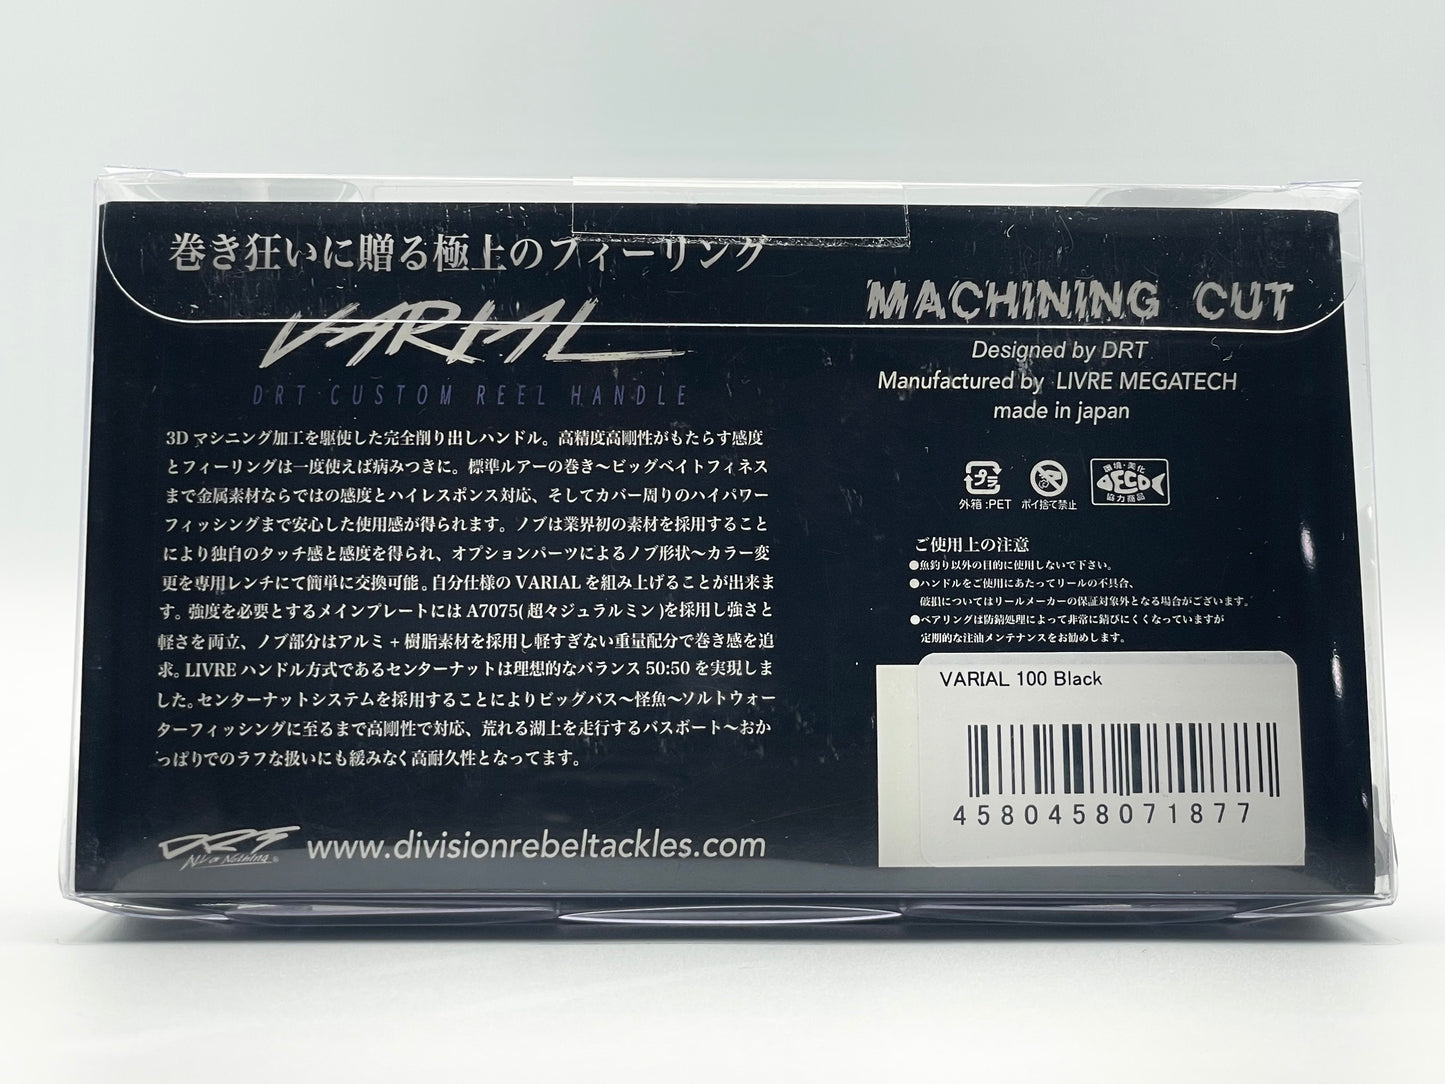 巻き狂いに贈る極上のフィーリング
VARIAL
DRT CUSTOM REEL HANDLE
3D マシニング加工を駆使した完全削り出しハンドル。高精度高剛性がもたらす感度
とフィーリングは一度使えば病みつきに。標準ルアーの巻き〜ビッグベイトフィネス
まで金属素材ならではの感度とハイレスポンス対応、そしてカバー周りのハイパワー
フィッシングまで安心した使用感が得られます。ノブは業界初の素材を採用すること
により独自のタッチ感と感度を得られ、オプションパーツによるノブ形状〜カラー変
更を専用レンチにて簡単に交換可能。自分仕様の VARIAL を組み上げることが出来ま
す。強度を必要とするメインプレートには A7075( 超々ジュラルミン )を採用し強さと
軽さを両立、ノブ部分はアルミ + 樹脂素材を採用し軽すぎない重量配分で巻き感を追
求。LIVRE ハンドル方式であるセンターナットは理想的なバランス 50:50 を実現しま
した。センターナットシステムを採用することによりビッグバス〜怪魚〜ソルトウォー
ターフィッシングに至るまで高剛性で対応、荒れる湖上を走行するバスボート〜おか
っぱりでのラフな扱いにも緩みなく高耐久性となってます。
DRT
www.divisionrebeltackles.com
MACHINING CUT
Designed by DRT
Manufactured by LIVRE MEGATECH
made in japan
プラ
外箱 :PET
ポイ捨て禁止
環境・美化
ECO
協力商品
ご使用上の注意
●魚釣り以外の目的に使用しないで下さい。
●ハンドルをご使用にあたってリールの不具合、
破損についてはリールメーカーの保証対象外となる場合がございます。
●ベアリングは防錆処理によって非常に錆びにくくなっていますが
定期的な注油メンテナンスをお勧めします。
VARIAL 100 Black
4580458071877